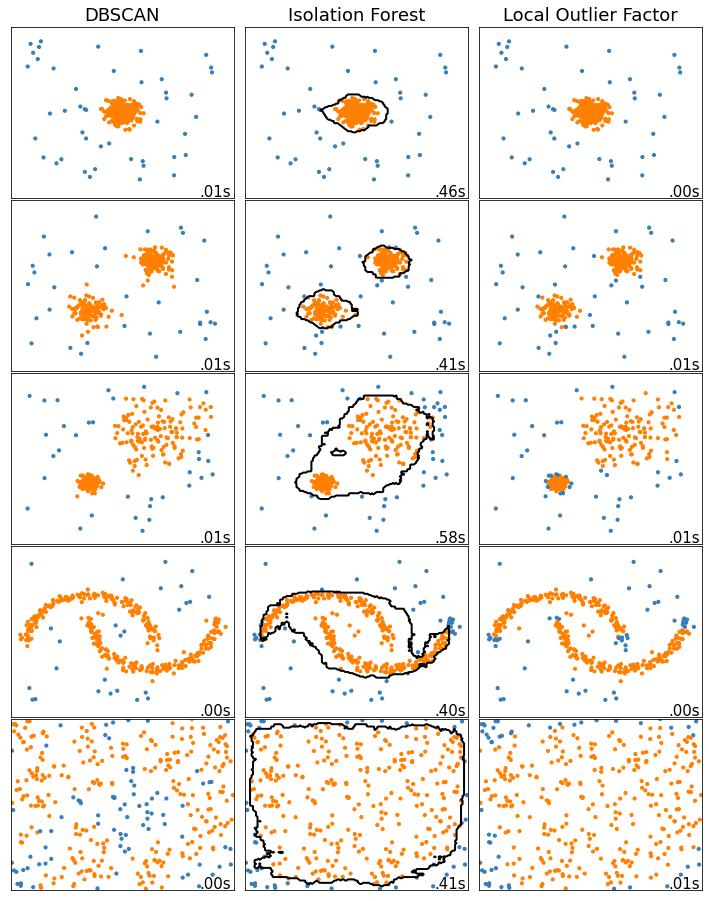 DBSCAN Isolation Forest Local Outlier Factor
.01s .46s .00s
.01s .41s .01s
.01s .58s .01s
.00s .40s .00s
.00s .41s .01s